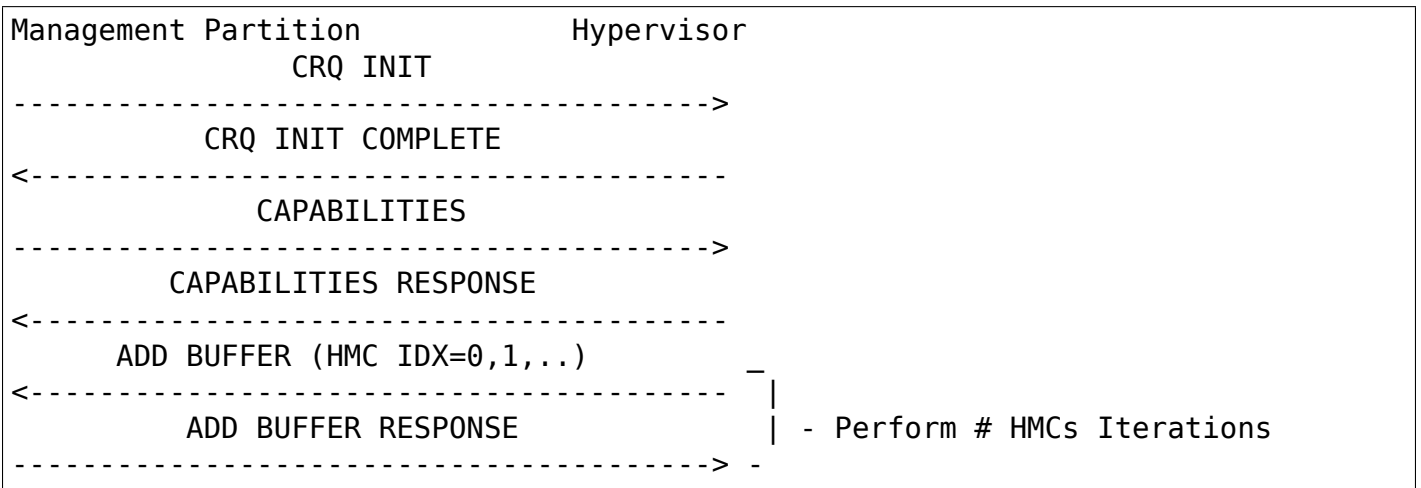 Management Partition            Hypervisor
                CRQ INIT
---------------------------------------->
           CRQ INIT COMPLETE
<----------------------------------------
              CAPABILITIES
---------------------------------------->
         CAPABILITIES RESPONSE
<----------------------------------------
      ADD BUFFER (HMC IDX=0,1,..)         _
<----------------------------------------  |
          ADD BUFFER RESPONSE              | - Perform # HMCs Iterations
----------------------------------------> -